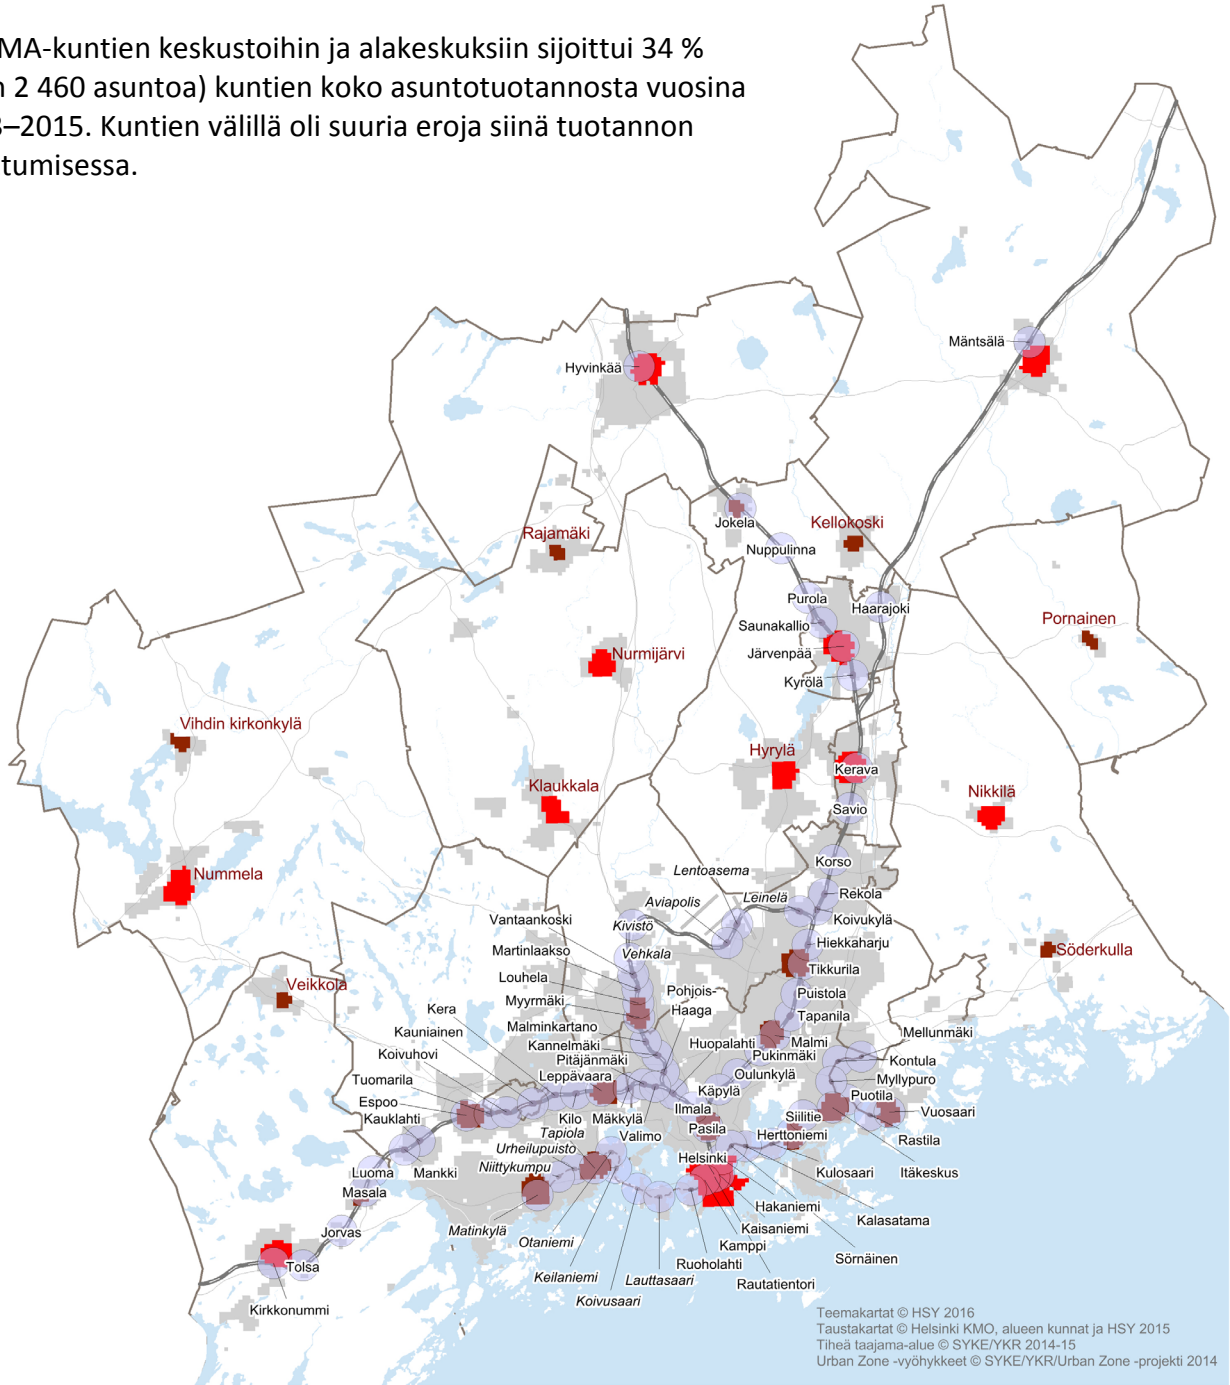 MA-kuntien keskustoihin ja alakeskuksiin sijoittui 34 %
2 460 asuntoa) kuntien koko asuntotuotannosta vuosina
–2015. Kuntien välillä oli suuria eroja siinä tuotannon
tumisessa.
Mäntsälä
Hyvinkää
Jokela
Kellokoski
Rajamäki
Nuppulinna
Purola
Haarajoki
Saunakallio
Pornainen
Järvenpää
Nurmijärvi
Kyrölä
Vihdin kirkonkylä
Hyrylä
Kerava
Klaukkala
Nikkilä
Savio
Korso
Lentoasema
Nummela
Leinelä
Rekola
Aviapolis
Vantaankoski
Kivistö
Koivukylä
Hiekkaharju
Martinlaakso
Vehkala
Söderkulla
Louhela
Tikkurila
Veikkola
Pohjois-
Haaga
Puistola
Myyrmäki
Kera
Tapanila
Malminkartano
Mellunmäki
Kauniainen
Kannelmäki
Huopalahti
Malmi
Koivuhovi
Pitäjänmäki
Pukinmäki
Kontula
Leppävaara
Oulunkylä
Tuomarila
Myllypuro
Käpylä
Puotila
Espoo
Ilmala
Siilitie
Vuosaari
Kauklahti
Kilo
Mäkkylä
Tapiola
Valimo
Pasila
Herttoniemi
Rastila
Urheilupuisto
Helsinki
Niittykumpu
Kulosaari
Itäkeskus
Luoma
Mankki
Masala
Hakaniemi
Kalasatama
Jorvas
Matinkylä
Kaisaniemi
Otaniemi
Kamppi
Sörnäinen
Tolsa
Ruoholahti
Keilaniemi
Lauttasaari
Rautatientori
Koivusaari
Kirkkonummi
Teemakartat © HSY 2016
Taustakartat © Helsinki KMO, alueen kunnat ja HSY 2015
Tiheä taajama-alue © SYKE/YKR 2014-15
Urban Zone -vyöhykkeet © SYKE/YKR/Urban Zone -projekti 2014